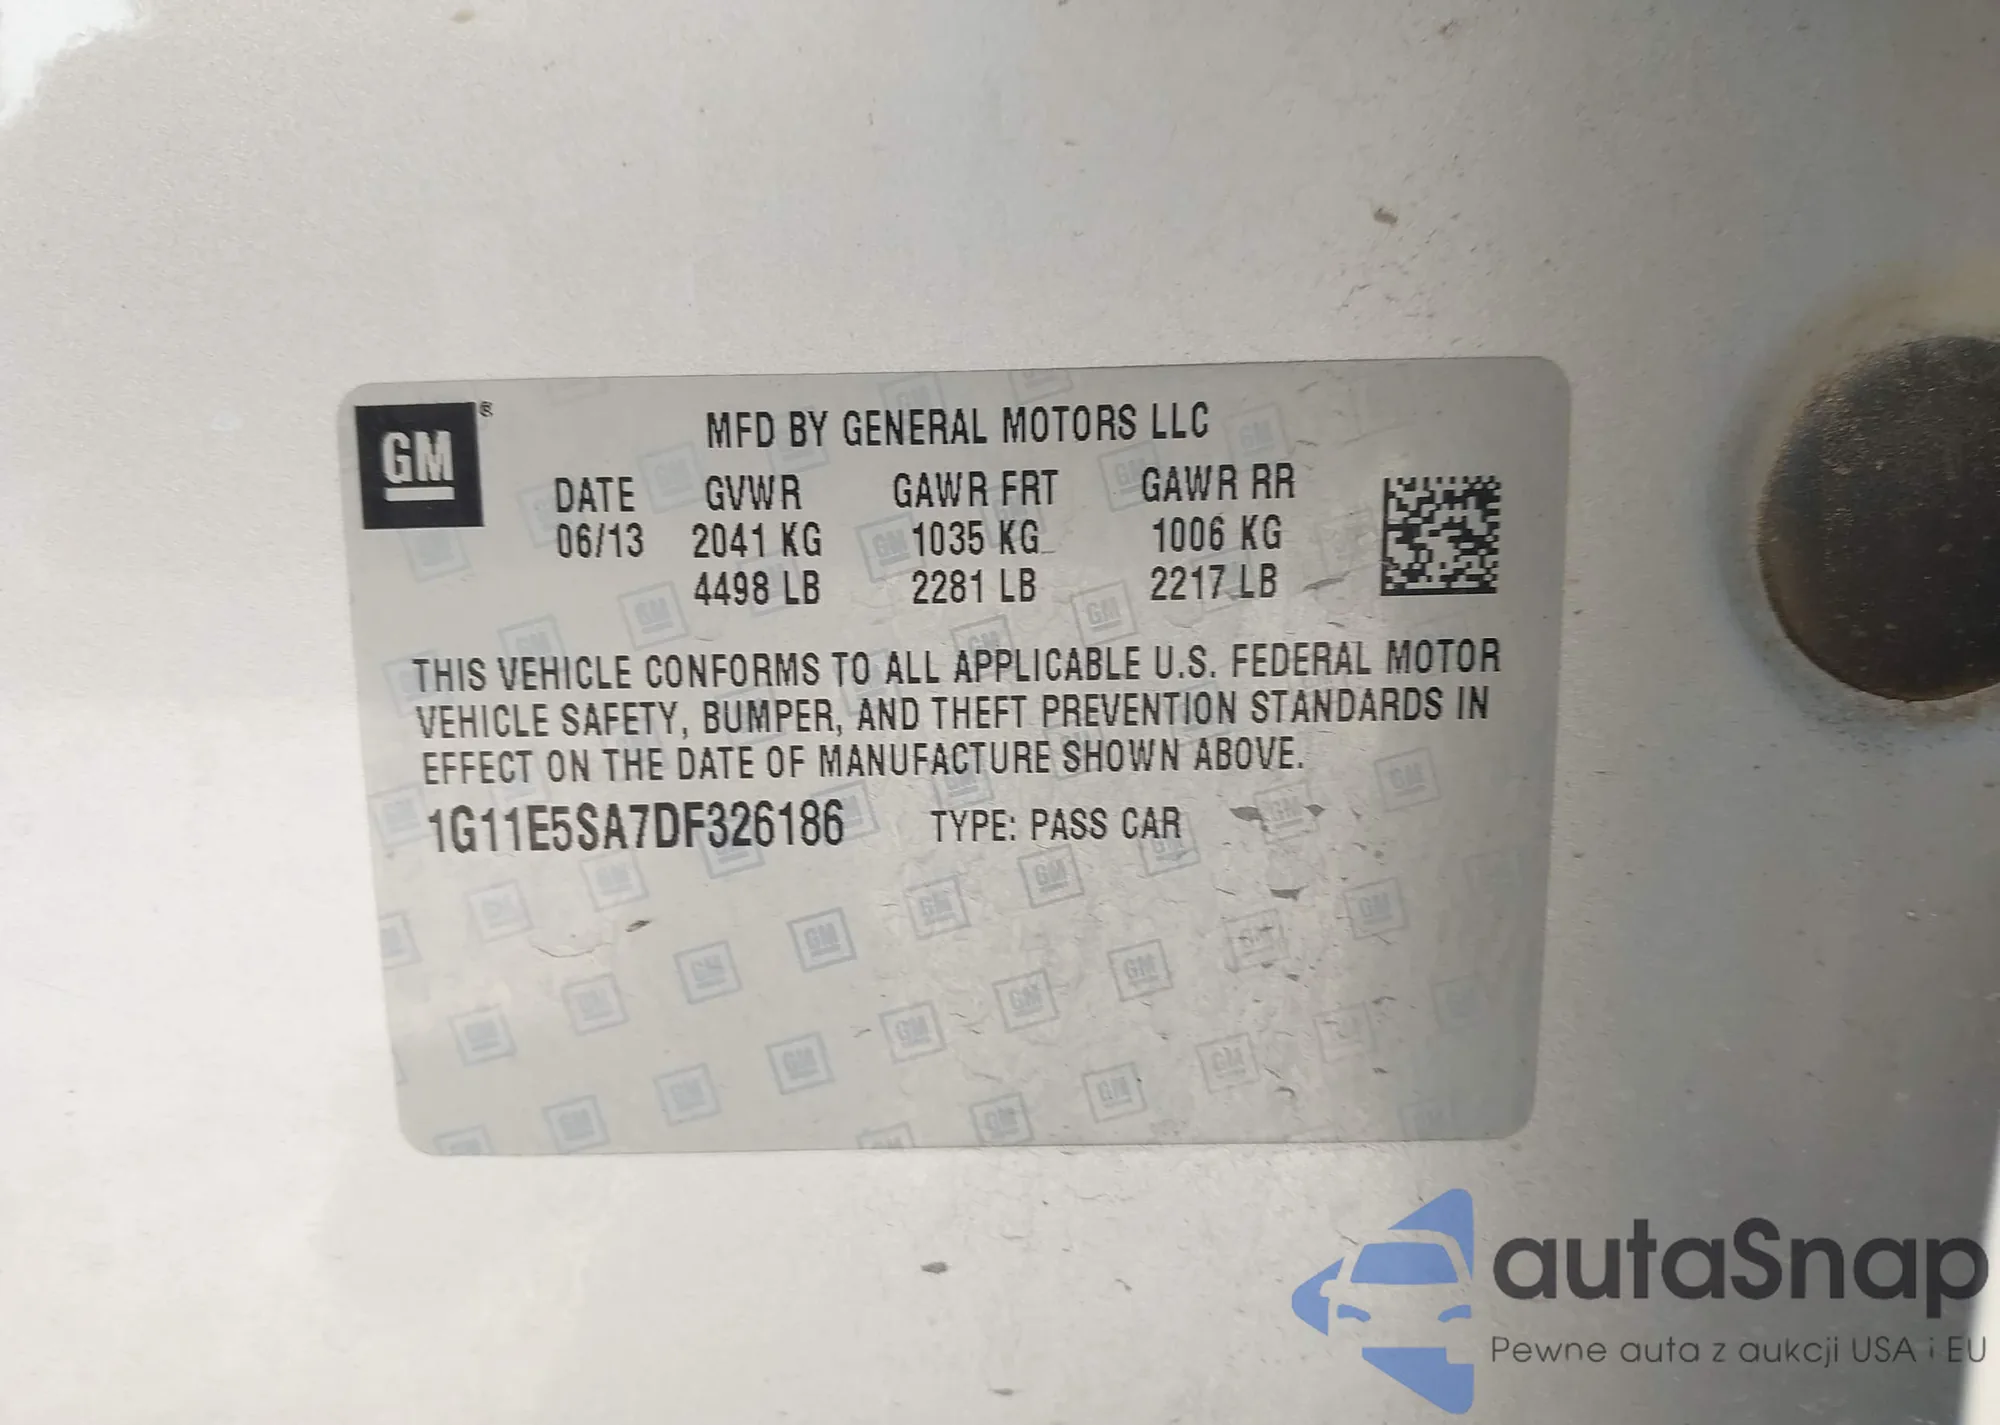 GM ®
MFD BY GENERAL MOTORS LLC
DATE GVWR GAWR FRT GAWR RR
06/13 2041 KG 1035 KG 1006 KG
4498 LB 2281 LB 2217 LB
THIS VEHICLE CONFORMS TO ALL APPLICABLE U.S. FEDERAL MOTOR
VEHICLE SAFETY, BUMPER, AND THEFT PREVENTION STANDARDS IN
EFFECT ON THE DATE OF MANUFACTURE SHOWN ABOVE.
1G11E5SA7DF326186 TYPE: PASS CAR
autaSnap
Pewne auta z aukcji USA i EU